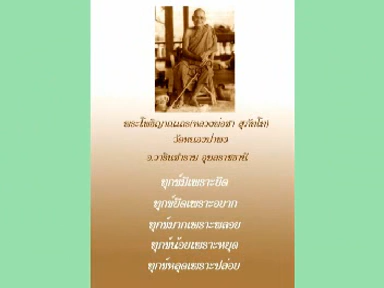 พระโพธิญาณเถร(หลวงพ่อชา สุภัทโท)
วัดหนองป่าพง
อ.วารินชำราบ อุบลราชธานี
ทุกข์มีเพราะยึด
ทุกข์ยืดเพราะอยาก
ทุกข์มากเพราะพลอย
ทุกข์น้อยเพราะหยุด
ทุกข์หลุดเพราะปล่อย